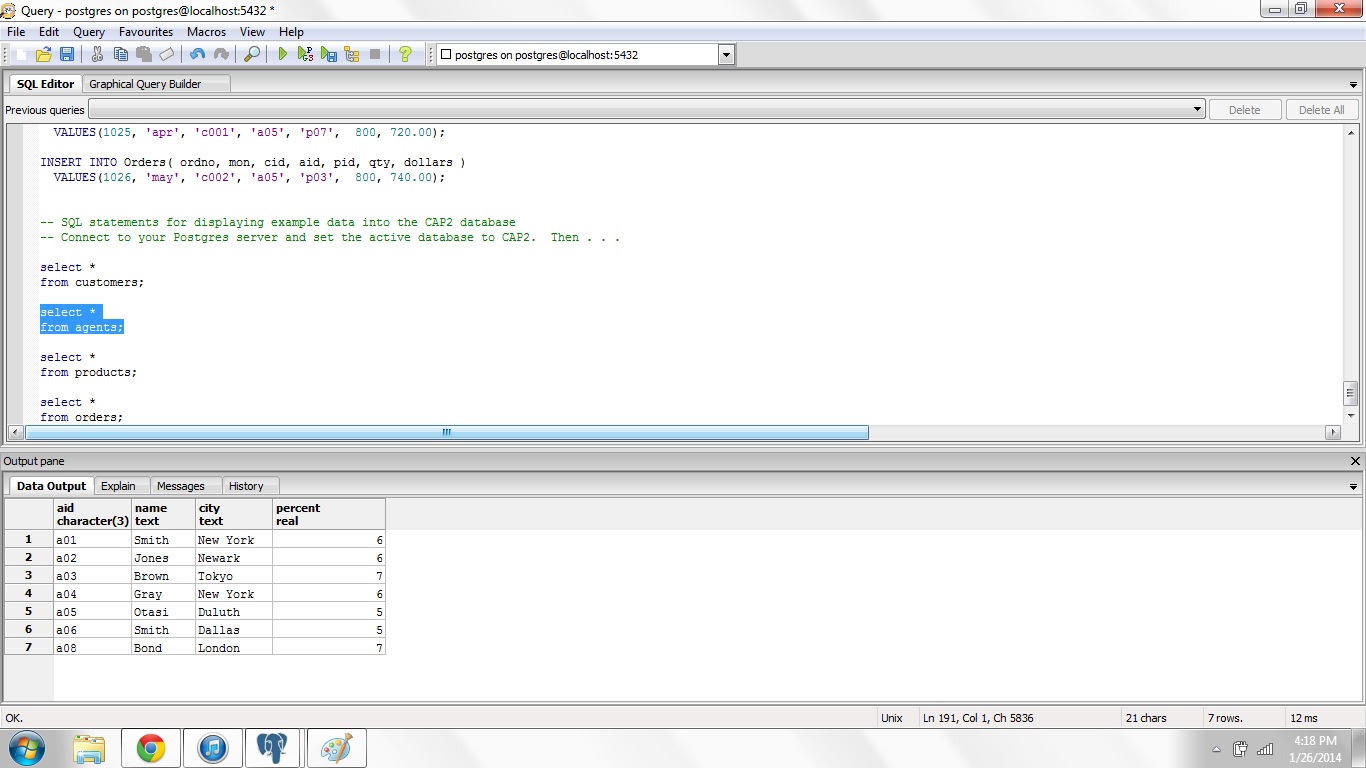 Query - postgres on postgres@localhost:5432 *
File Edit Query Favourites Macros View Help
postgres on postgres@localhost:5432
SQL Editor Graphical Query Builder
Previous queries Delete Delete All
VALUES(1025, 'apr', 'c001', 'a05', 'p07', 800, 720.00);
INSERT INTO Orders( ordno, mon, cid, aid, pid, qty, dollars )
VALUES(1026, 'may', 'c002', 'a05', 'p03', 800, 740.00);
-- SQL statements for displaying example data into the CAP2 database
-- Connect to your Postgres server and set the active database to CAP2. Then . . .
select *
from customers;
select *
from agents;
select *
from products;
select *
from orders;
Output pane
Data Output Explain Messages History
aid name city percent
character(3) text text real
1 a01 Smith New York 6
2 a02 Jones Newark 6
3 a03 Brown Tokyo 7
4 a04 Gray New York 6
5 a05 Otasi Duluth 5
6 a06 Smith Dallas 5
7 a08 Bond London 7
OK. Unix Ln 191, Col 1, Ch 5836 21 chars 7 rows. 12 ms
4:18 PM
1/26/2014